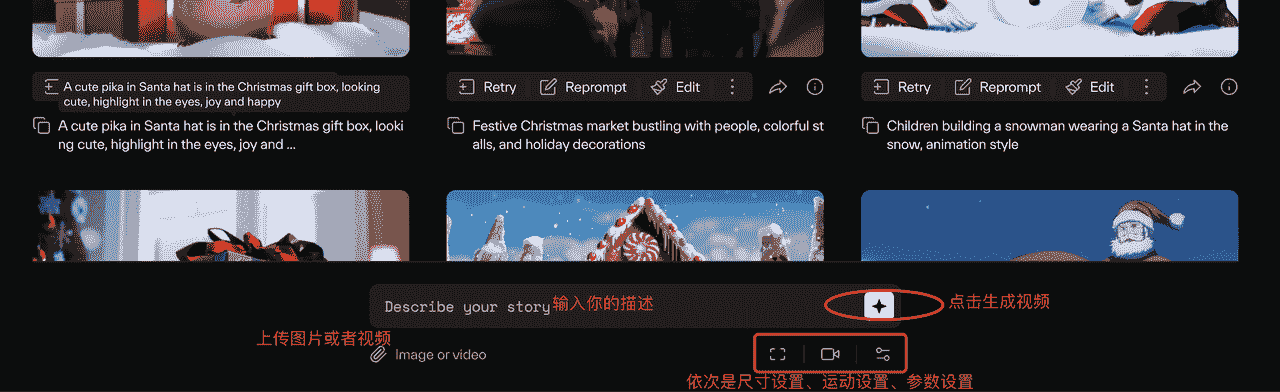 A cute pika in Santa hat is in the Christmas gift box, looking
cute, highlight in the eyes, joy and happy
Retry Reprompt Edit
Retry Reprompt Edit
A cute pika in Santa hat is in the Christmas gift box, looki
ng cute, highlight in the eyes, joy and ...
Festive Christmas market bustling with people, colorful st
alls, and holiday decorations
Children building a snowman wearing a Santa hat in the
snow, animation style
Describe your story 输入你的描述
点击生成视频
上传图片或者视频
Image or video
依次是尺寸设置、运动设置、参数设置